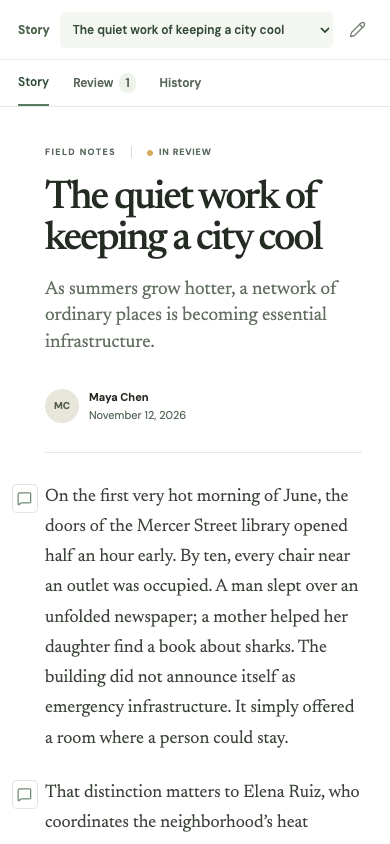 Story The quiet work of keeping a city cool
Story Review 1 History
FIELD NOTES IN REVIEW
The quiet work of
keeping a city cool
As summers grow hotter, a network of
ordinary places is becoming essential
infrastructure.
MC Maya Chen
November 12, 2026
On the first very hot morning of June, the
doors of the Mercer Street library opened
half an hour early. By ten, every chair near
an outlet was occupied. A man slept over an
unfolded newspaper; a mother helped her
daughter find a book about sharks. The
building did not announce itself as
emergency infrastructure. It simply offered
a room where a person could stay.
That distinction matters to Elena Ruiz, who
coordinates the neighborhood’s heat